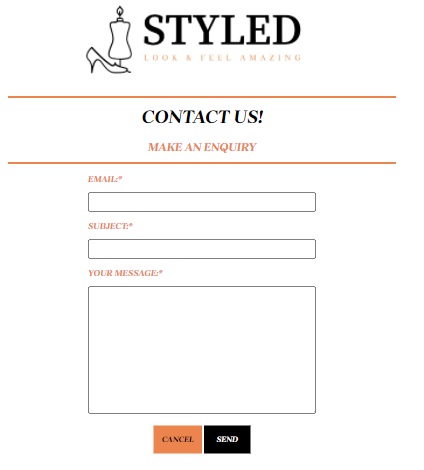 STYLED
LOOK & FEEL AMAZING
CONTACT US!
MAKE AN ENQUIRY
EMAIL:*
SUBJECT:*
YOUR MESSAGE:*
CANCEL SEND